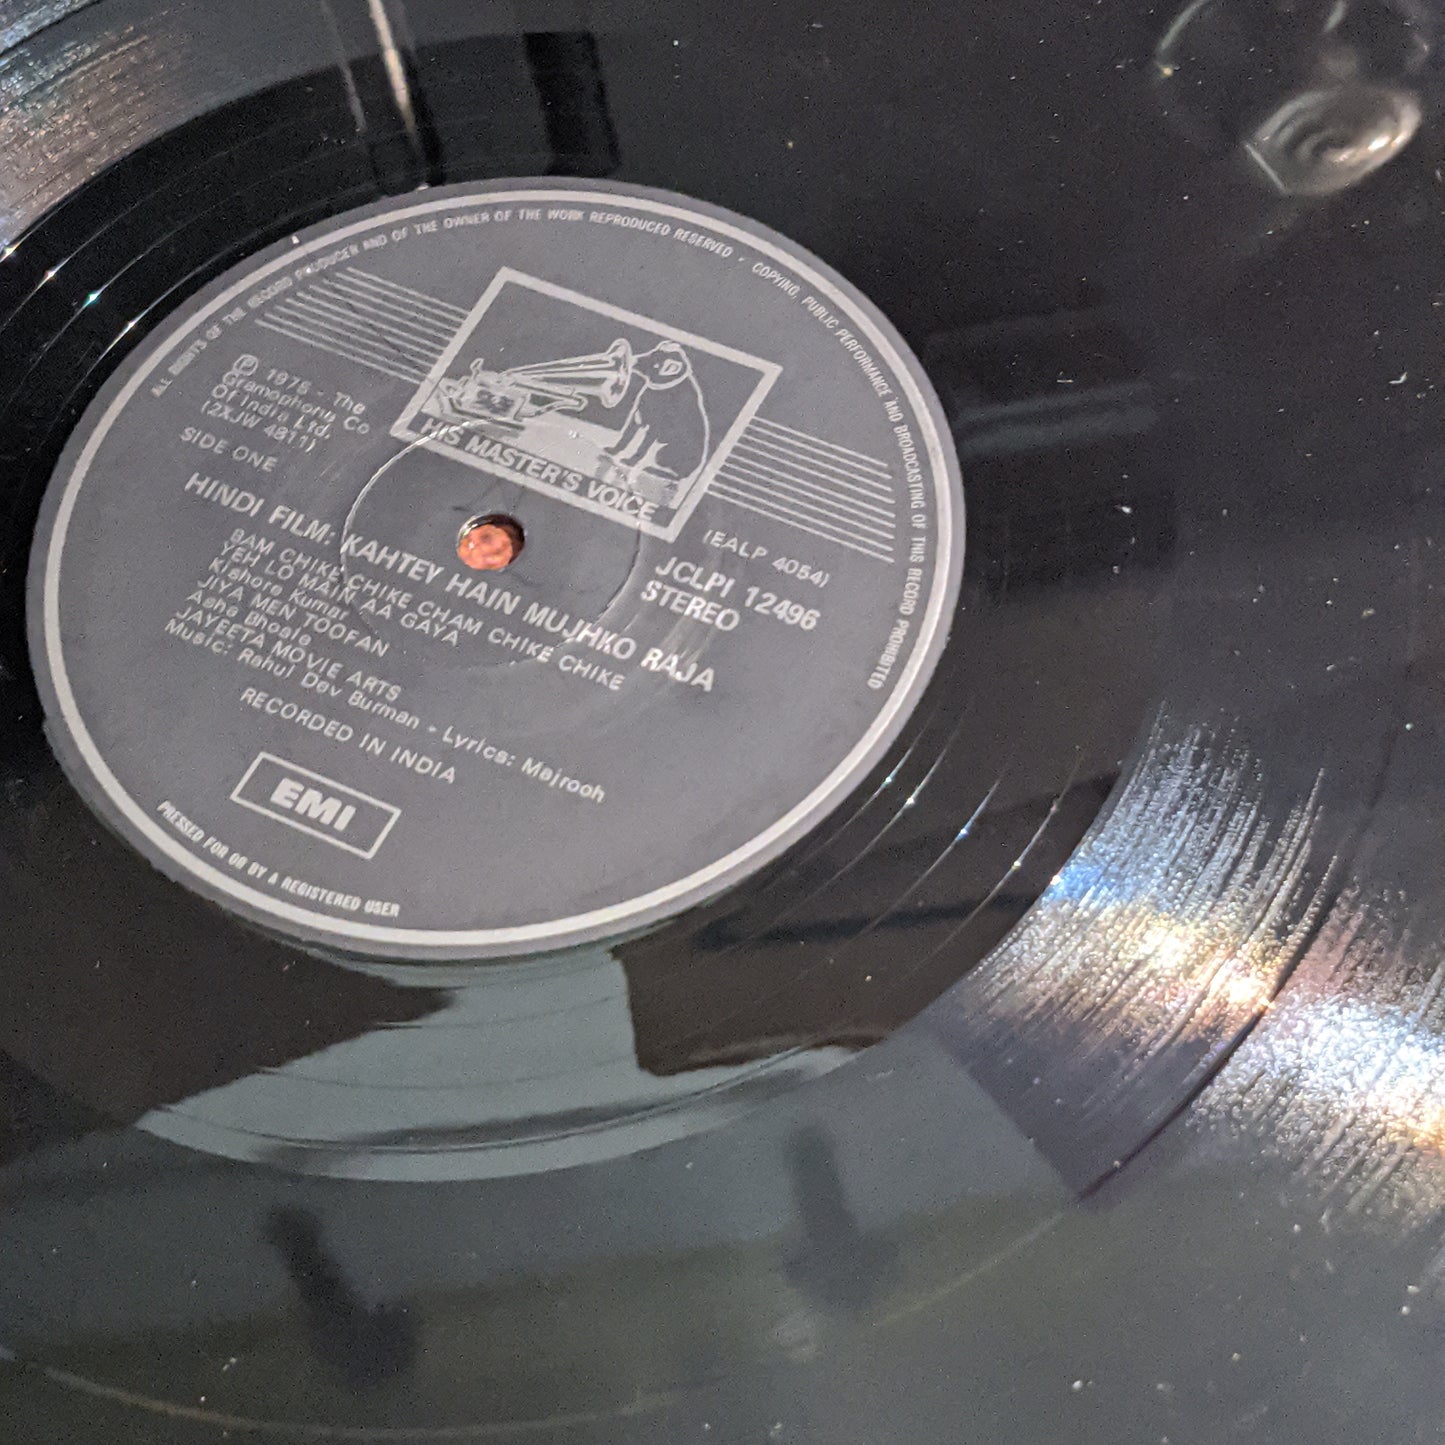 ALL RIGHTS OF THE RECORD PRODUCER AND OF THE OWNER OF THE WORK REPRODUCED RESERVED · COPYING, PUBLIC PERFORMANCE AND BROADCASTING OF THIS RECORD PROHIBITED
HIS MASTER'S VOICE
Ⓟ 1975 - The
Gramophone Co
Of India Ltd.
(2XJW 4811)
SIDE ONE
(EALP 4054)
JCLPI 12496
STEREO
HINDI FILM: KAHTEY HAIN MUJHKO RAJA
BAM CHIKE CHIKE CHAM CHIKE CHIKE
YEH LO MAIN AA GAYA
Kishore Kumar
JIYA MEN TOOFAN
Asha Bhosle
JAYEETA MOVIE ARTS
Music: Rahul Dev Burman - Lyrics: Majrooh
RECORDED IN INDIA
EMI
PRESSED FOR OR BY A REGISTERED USER